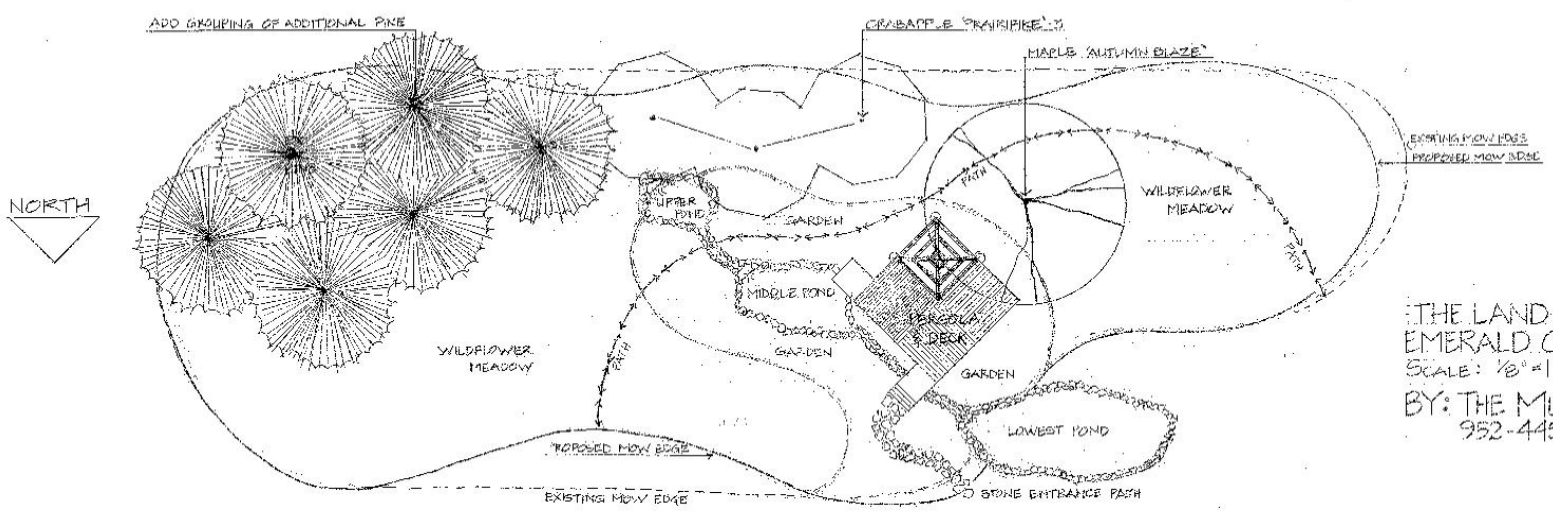 ADD GROUPING OF ADDITIONAL PINE
CRABAPPLE 'PRAIRIFIRE': 3
MAPLE 'AUTUMN BLAZE'
EXISTING MOW EDGE
PROPOSED MOW EDGE
NORTH
UPPER
POND
GARDEN
PATH
WILDFLOWER
MEADOW
PATH
MIDDLE POND
PERGOLA
& DECK
PATH
WILDFLOWER
MEADOW
GARDEN
GARDEN
LOWEST POND
PROPOSED MOW EDGE
EXISTING MOW EDGE
STONE ENTRANCE PATH
THE LAND
EMERALD
SCALE: 1/8" = 1
BY: THE
952-44